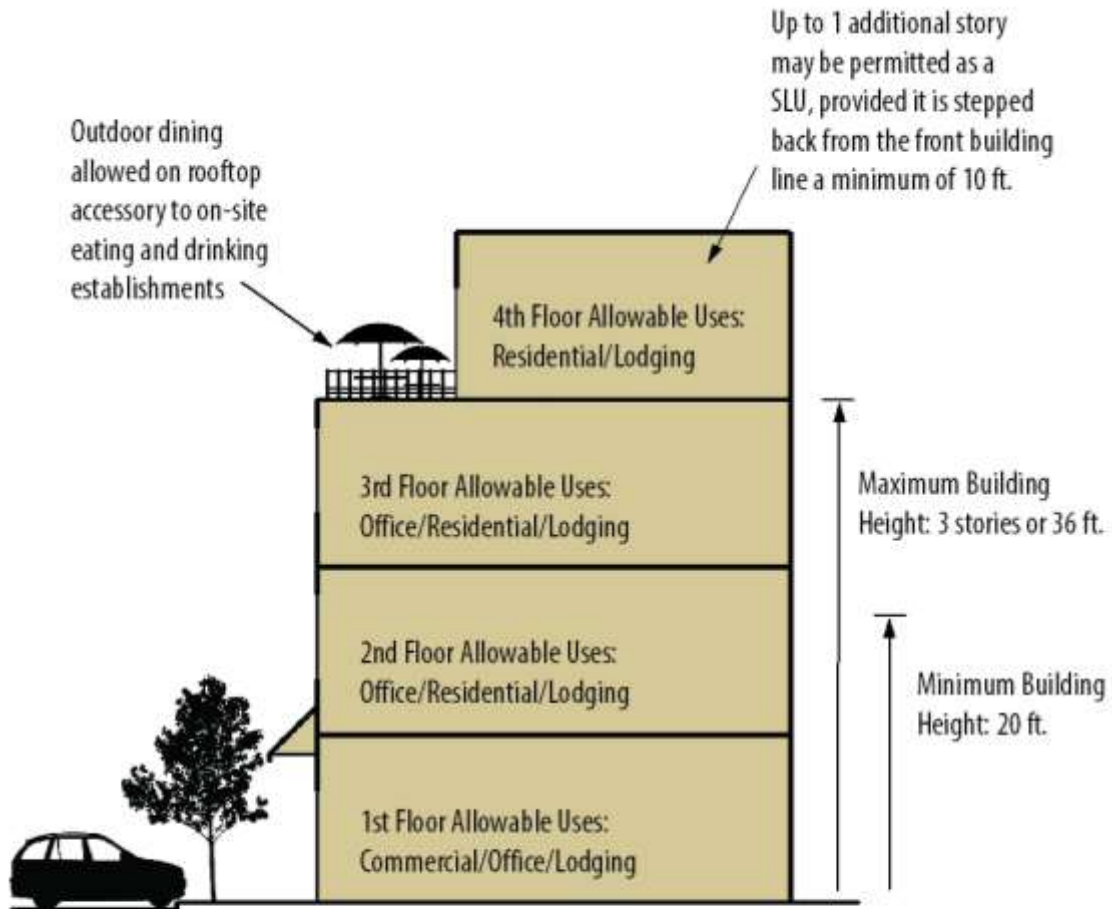 Up to 1 additional story
may be permitted as a
SLU, provided it is stepped
back from the front building
line a minimum of 10 ft.
Outdoor dining
allowed on rooftop
accessory to on-site
eating and drinking
establishments
4th Floor Allowable Uses:
Residential/Lodging
3rd Floor Allowable Uses:
Office/Residential/Lodging
Maximum Building
Height: 3 stories or 36 ft.
2nd Floor Allowable Uses:
Office/Residential/Lodging
Minimum Building
Height: 20 ft.
1st Floor Allowable Uses:
Commercial/Office/Lodging